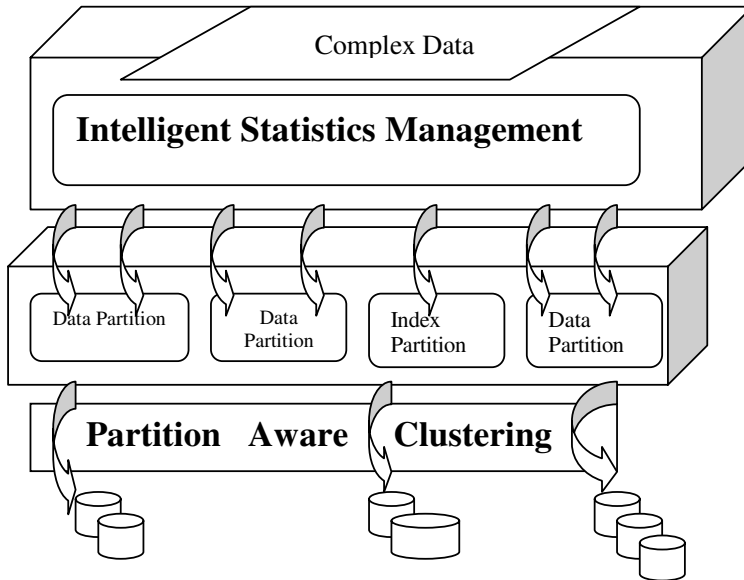 Complex Data
Intelligent Statistics Management
Data Partition
Data
Partition
Index
Partition
Data
Partition
Partition Aware Clustering